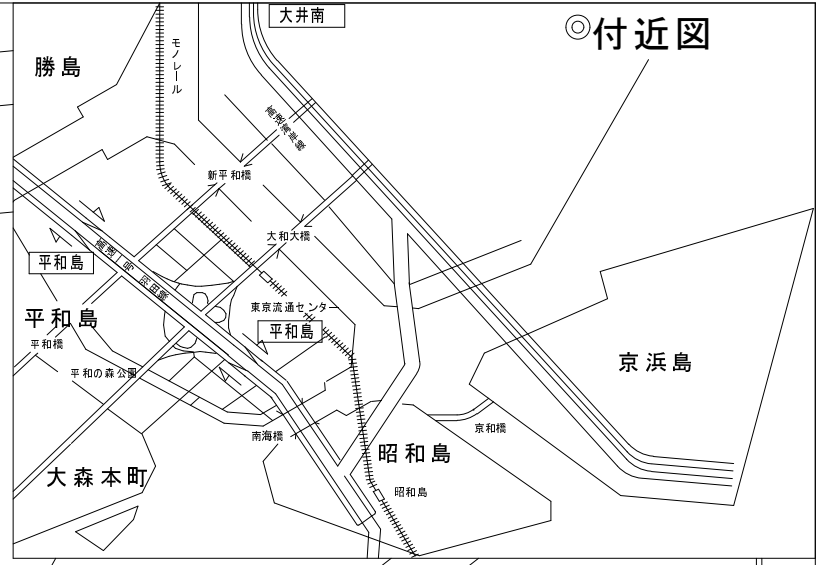 大井南
◎付近図
勝島
モノレール
高速湾岸線
新平和橋
大和大橋
平和島
高速1号羽田線
東京流通センター
平和島
平和島
平和橋
平和の森公園
京浜島
南海橋
京和橋
昭和島
大森本町
昭和島